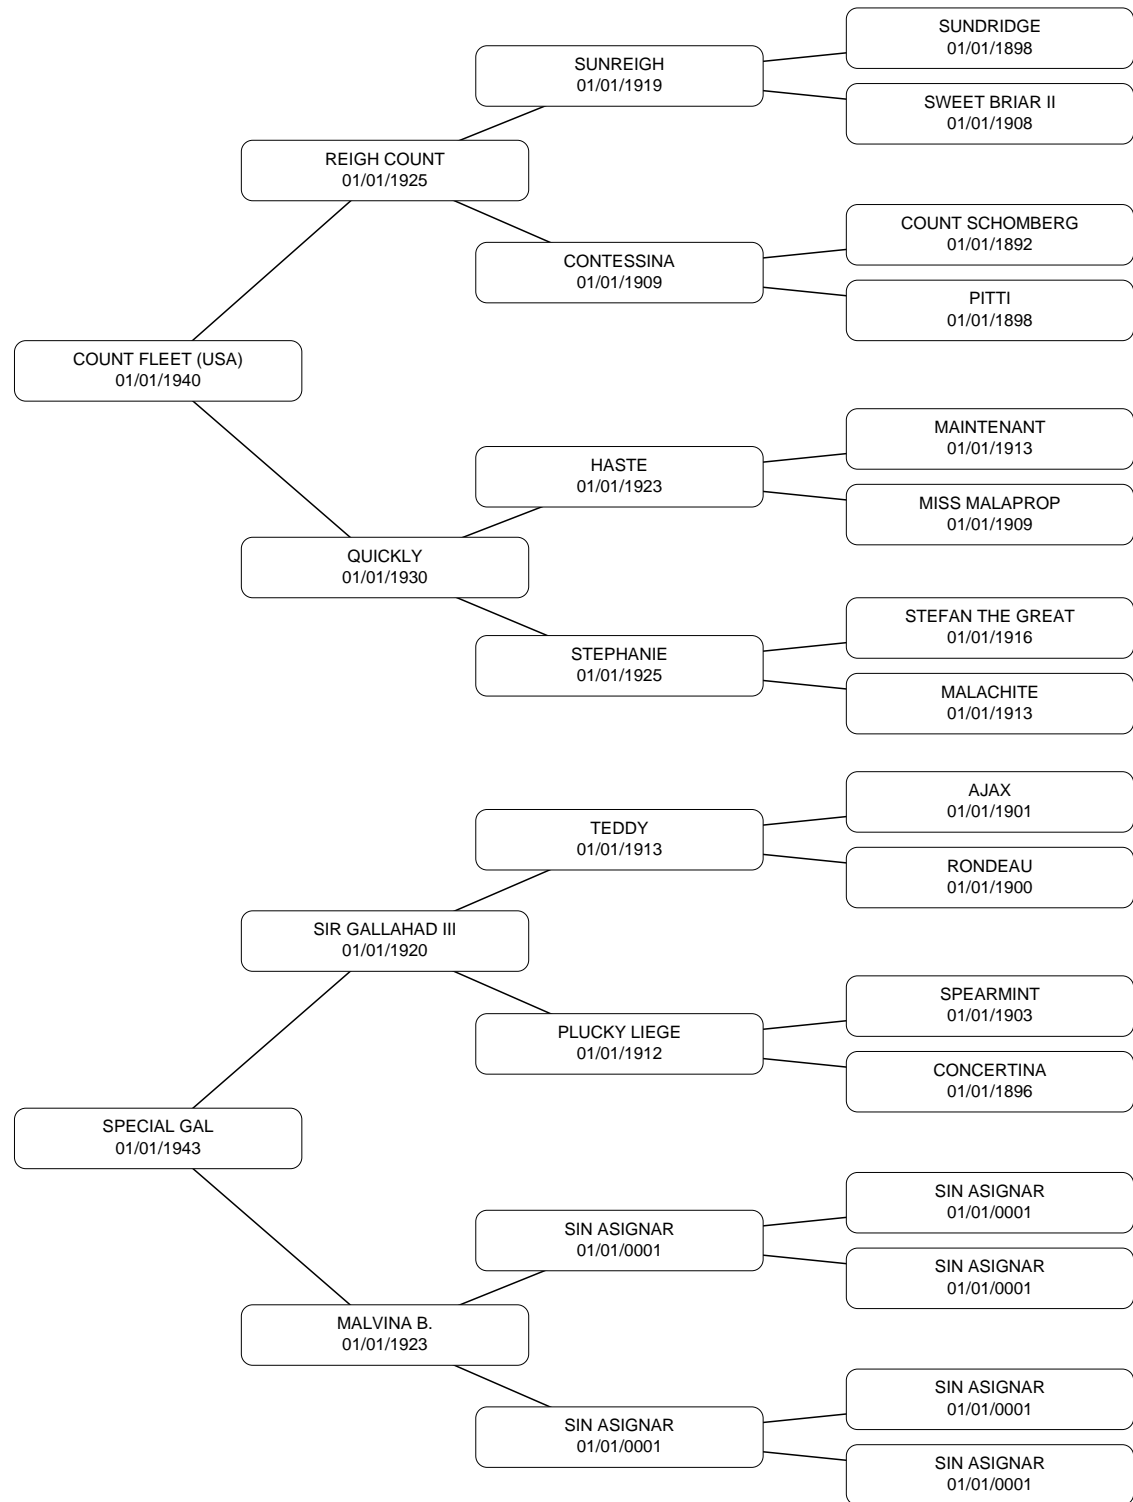 SUNDRIDGE
01/01/1898
SUNREIGH
01/01/1919
SWEET BRIAR II
01/01/1908
REIGH COUNT
01/01/1925
COUNT SCHOMBERG
01/01/1892
CONTESSINA
01/01/1909
PITTI
01/01/1898
COUNT FLEET (USA)
01/01/1940
MAINTENANT
01/01/1913
HASTE
01/01/1923
MISS MALAPROP
01/01/1909
QUICKLY
01/01/1930
STEFAN THE GREAT
01/01/1916
STEPHANIE
01/01/1925
MALACHITE
01/01/1913
AJAX
01/01/1901
TEDDY
01/01/1913
RONDEAU
01/01/1900
SIR GALLAHAD III
01/01/1920
SPEARMINT
01/01/1903
PLUCKY LIEGE
01/01/1912
CONCERTINA
01/01/1896
SPECIAL GAL
01/01/1943
SIN ASIGNAR
01/01/0001
SIN ASIGNAR
01/01/0001
SIN ASIGNAR
01/01/0001
MALVINA B.
01/01/1923
SIN ASIGNAR
01/01/0001
SIN ASIGNAR
01/01/0001
SIN ASIGNAR
01/01/0001